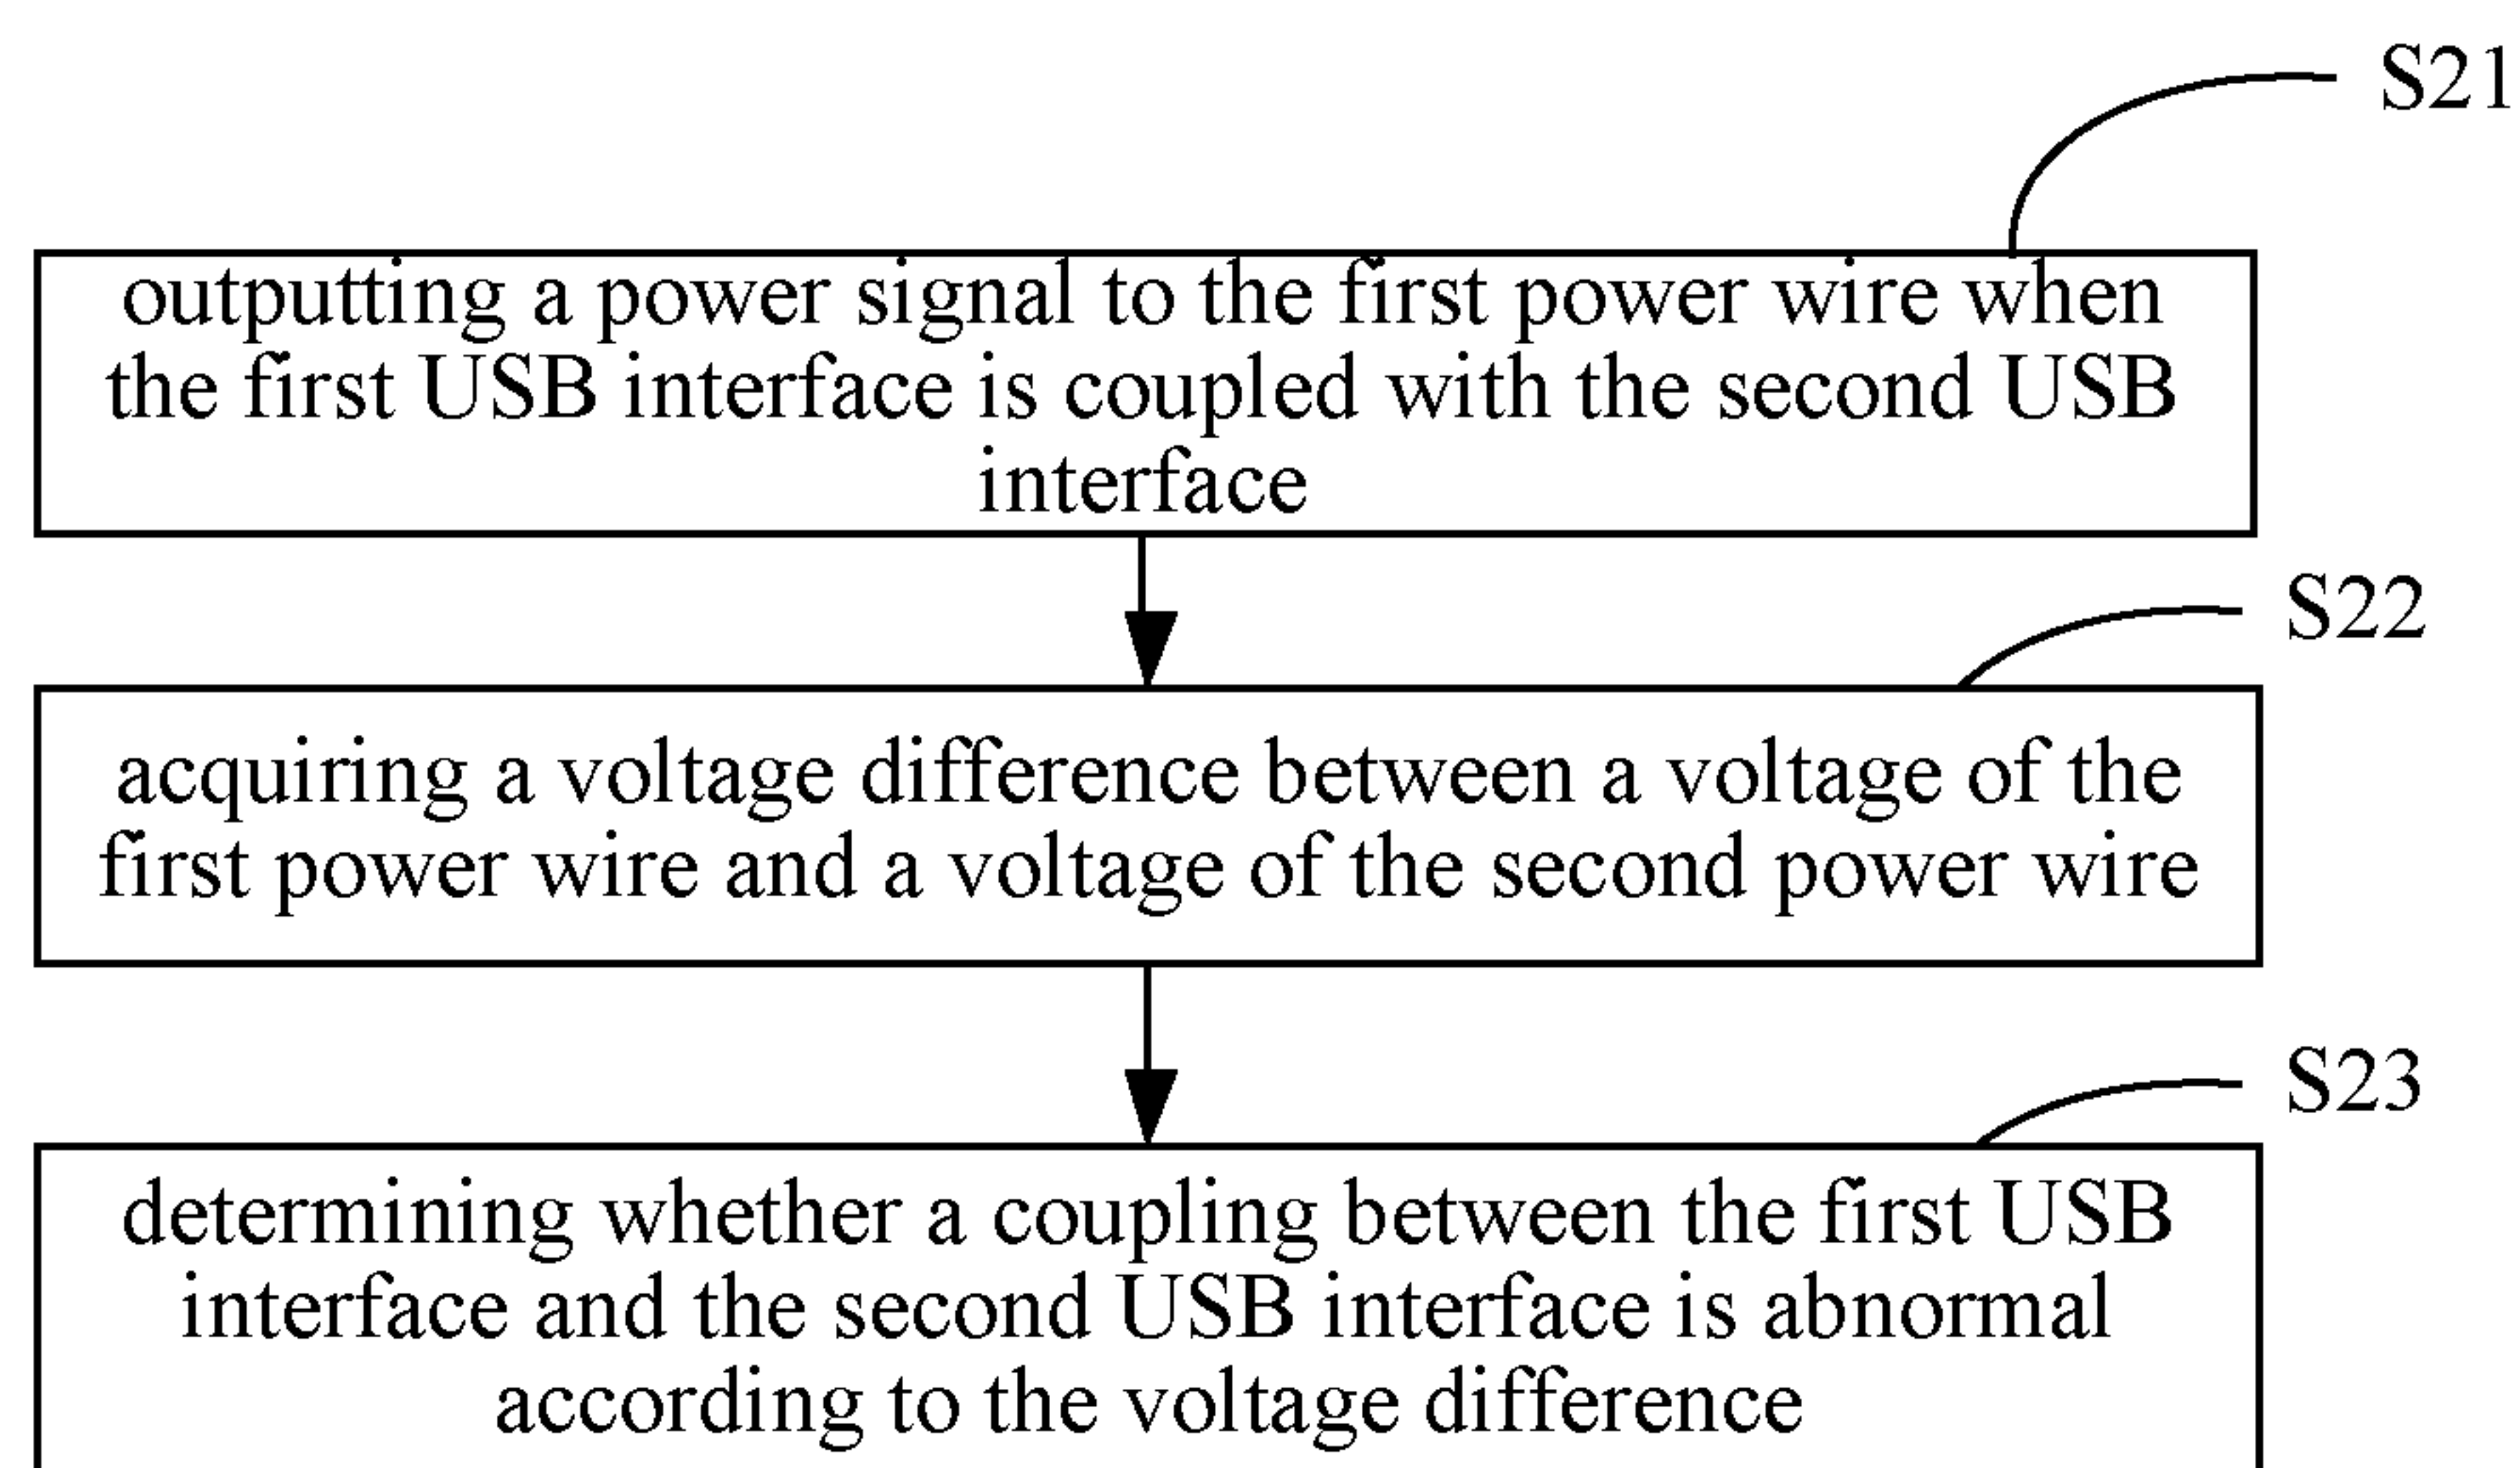 S21
outputting a power signal to the first power wire when
the first USB interface is coupled with the second USB
interface
S22
acquiring a voltage difference between a voltage of the
first power wire and a voltage of the second power wire
S23
determining whether a coupling between the first USB
interface and the second USB interface is abnormal
according to the voltage difference